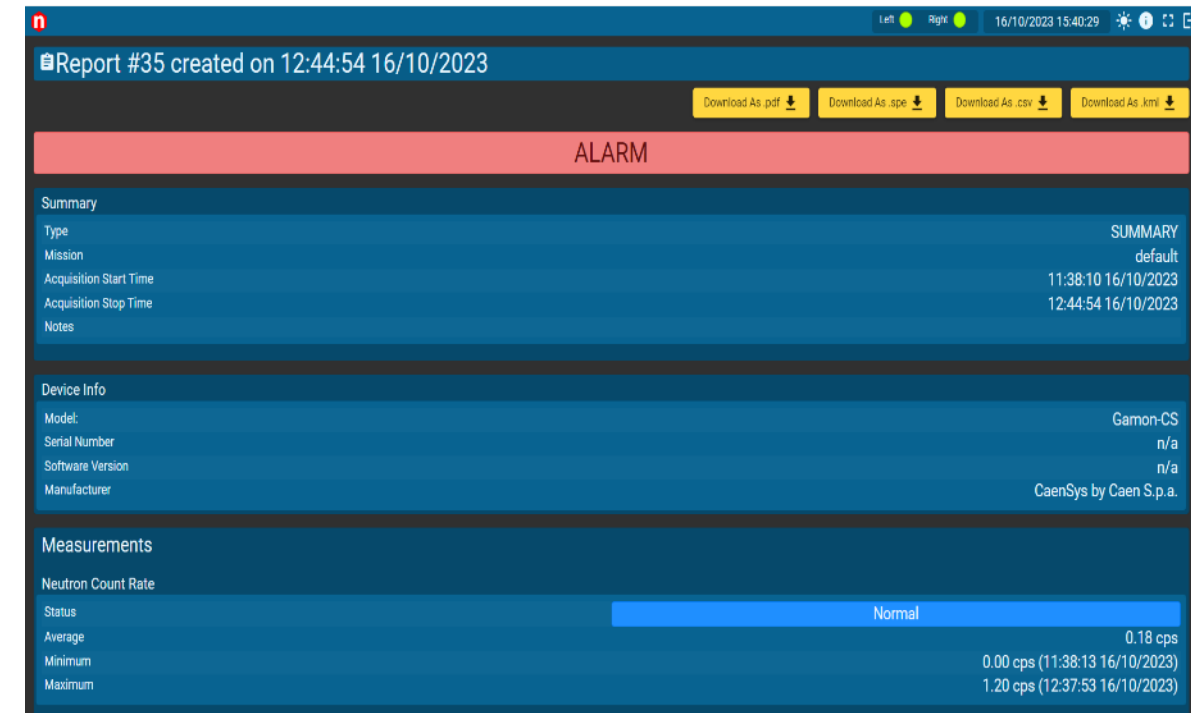 n Left Right 16/10/2023 15:40:29
Report #35 created on 12:44:54 16/10/2023
Download As .pdf Download As .spe Download As .csv Download As .kml
ALARM
Summary
Type SUMMARY
Mission default
Acquisition Start Time 11:38:10 16/10/2023
Acquisition Stop Time 12:44:54 16/10/2023
Notes
Device Info
Model: Gamon-CS
Serial Number n/a
Software Version n/a
Manufacturer CaenSys by Caen S.p.a.
Measurements
Neutron Count Rate
Status Normal
Average 0.18 cps
Minimum 0.00 cps (11:38:13 16/10/2023)
Maximum 1.20 cps (12:37:53 16/10/2023)